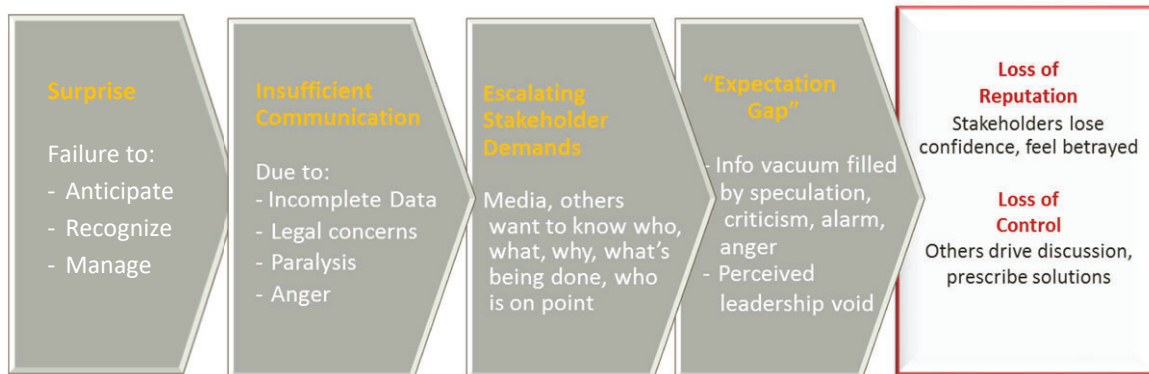 Surprise
Failure to:
- Anticipate
- Recognize
- Manage
Insufficient
Communication
Due to:
- Incomplete Data
- Legal concerns
- Paralysis
- Anger
Escalating
Stakeholder
Demands
Media, others
want to know who,
what, why, what's
being done, who
is on point
“Expectation
Gap”
- Info vacuum filled
by speculation,
criticism, alarm,
anger
- Perceived
leadership void
Loss of
Reputation
Stakeholders lose
confidence, feel betrayed
Loss of
Control
Others drive discussion,
prescribe solutions